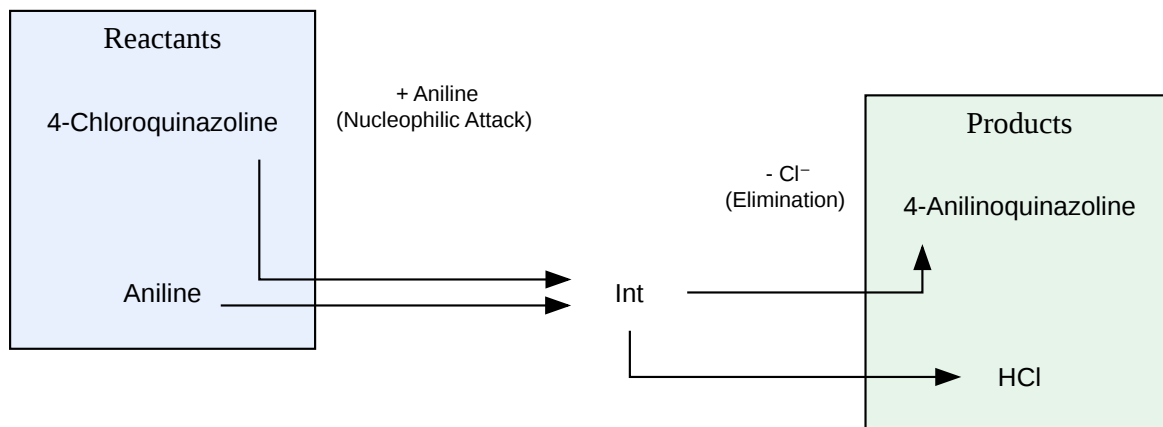 Reactants
4-Chloroquinazoline
Aniline
+ Aniline
(Nucleophilic Attack)
Int
- Cl⁻
(Elimination)
Products
4-Anilinoquinazoline
HCl